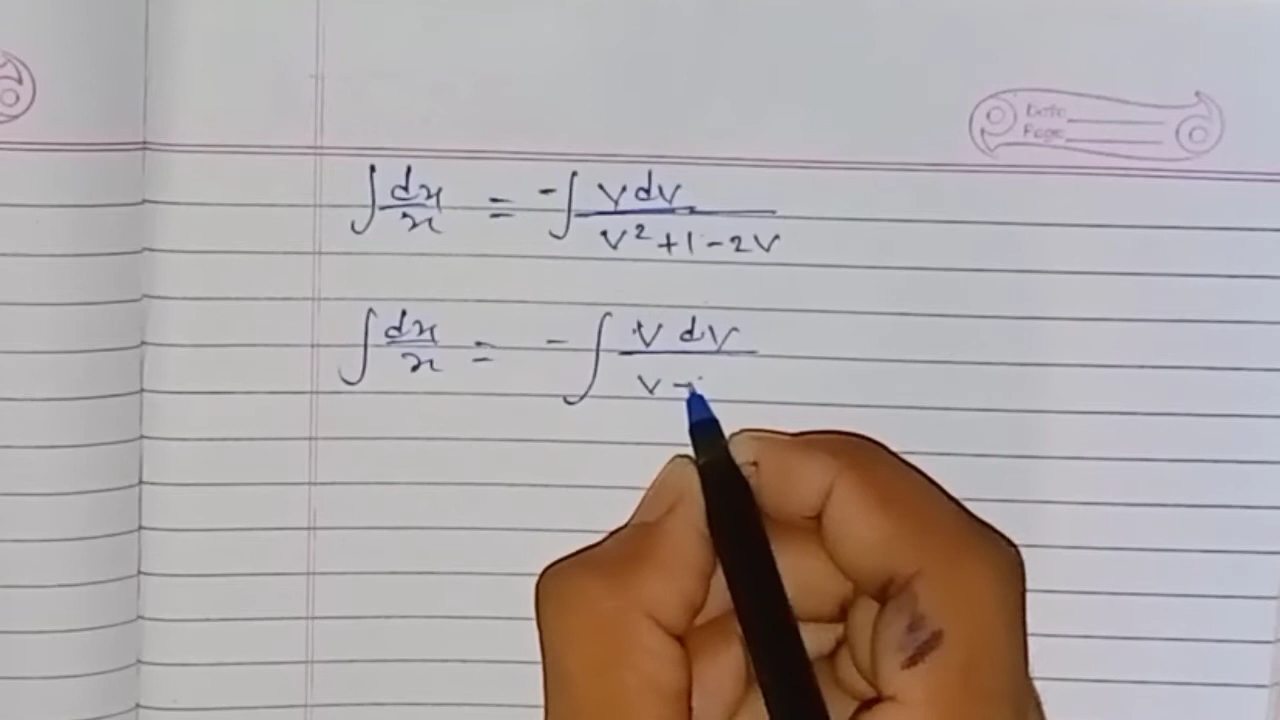 Date
Page
∫ dx/x = -∫ v dv / v² + 1 - 2v
∫ dx/x = - ∫ v dv / v -